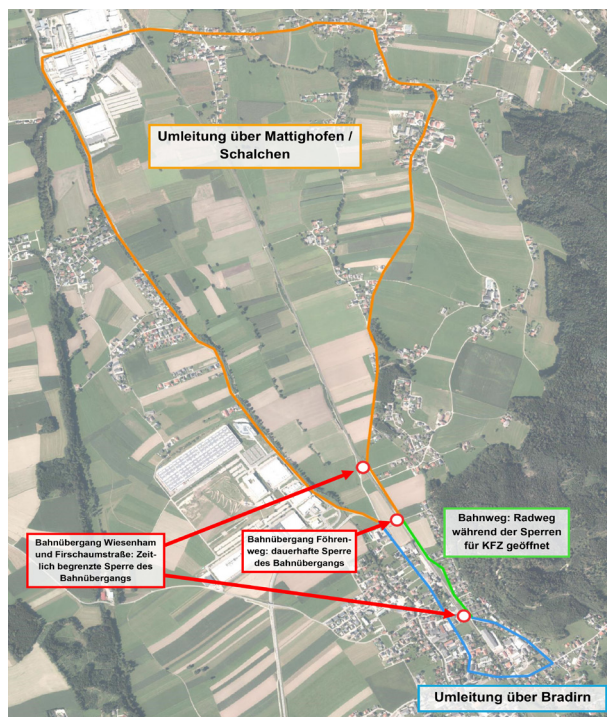 Umleitung über Mattighofen /
Schalchen
Bahnübergang Wiesenham
und Firschaumstraße: Zeit-
lich begrenzte Sperre des
Bahnübergangs
Bahnübergang Föhren-
weg: dauerhafte Sperre
des Bahnübergangs
Bahnweg: Radweg
während der Sperren
für KFZ geöffnet
Umleitung über Bradirn